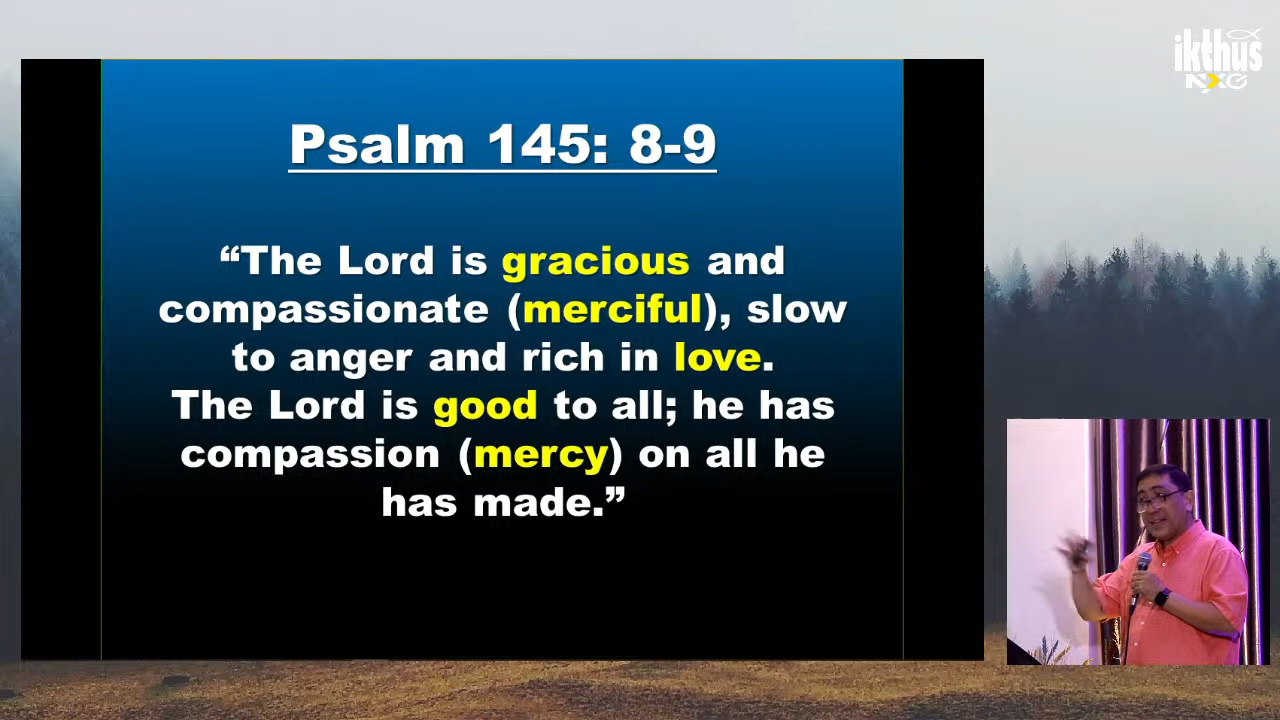 ikthus
NXG
Psalm 145: 8-9
“The Lord is gracious and
compassionate (merciful), slow
to anger and rich in love.
The Lord is good to all; he has
compassion (mercy) on all he
has made.”